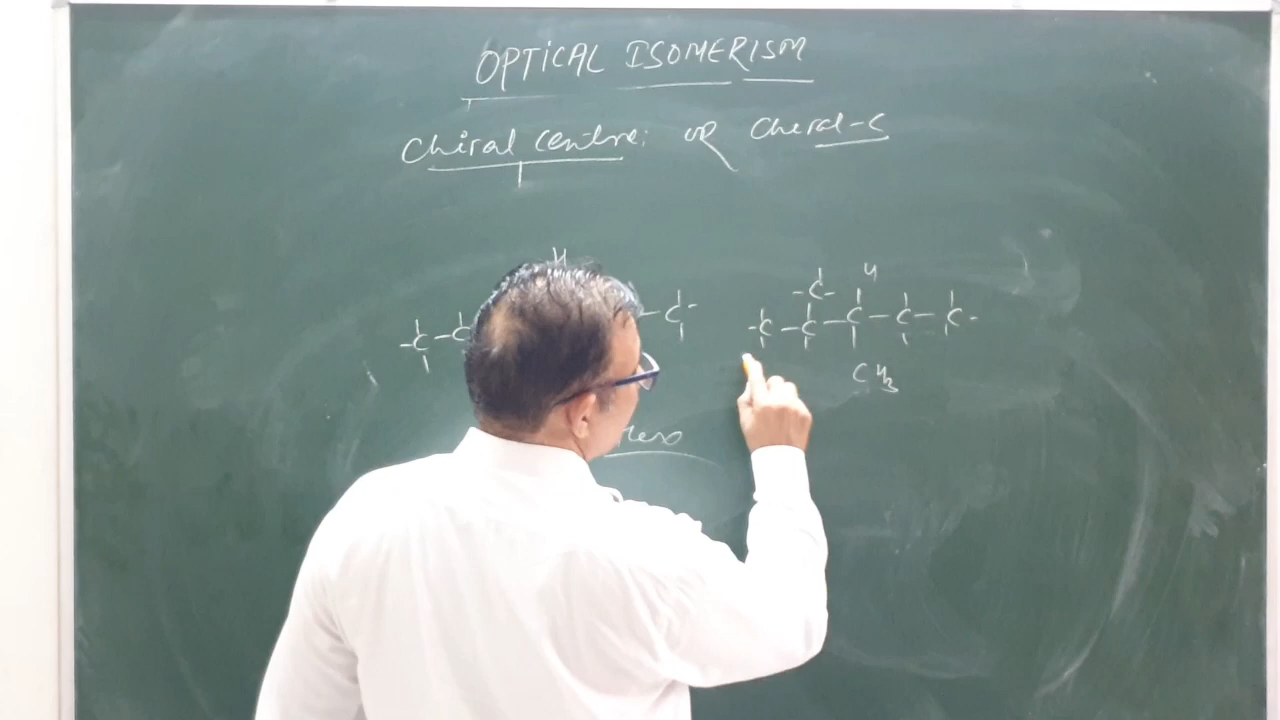 OPTICAL ISOMERISM
Chiral centre: OR Chiral-C
H
H
-C-
-C-C
-C-
-C-C-C-C-C-
CH3